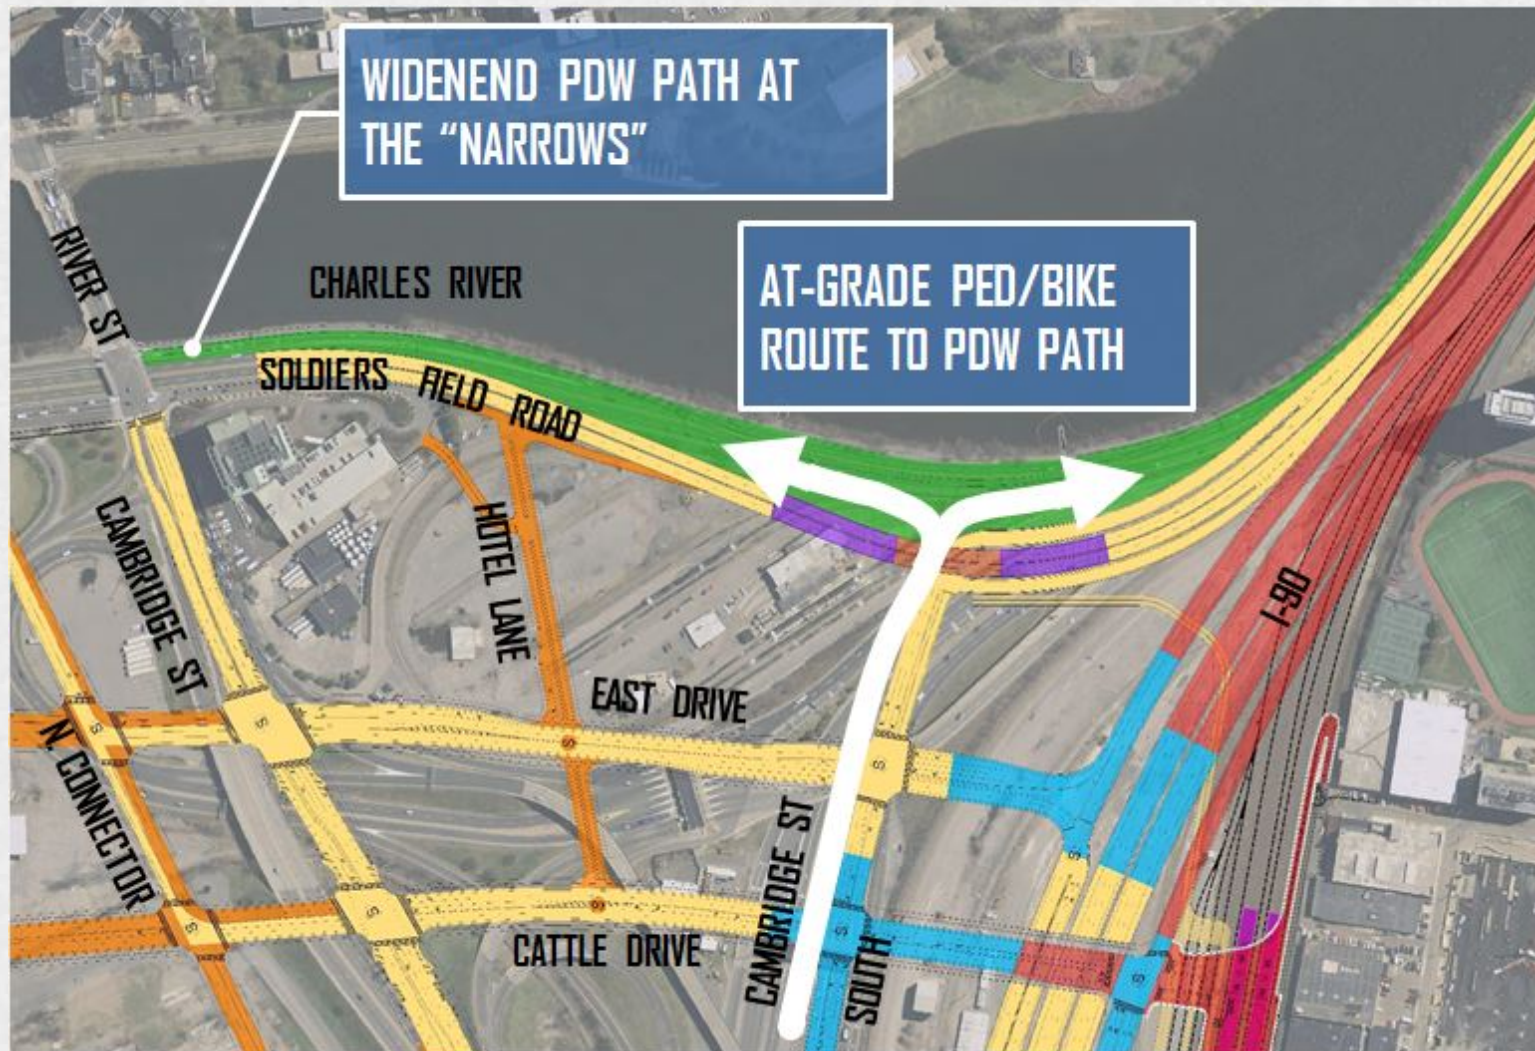 WIDENEND PDW PATH AT
THE “NARROWS”
AT-GRADE PED/BIKE
ROUTE TO PDW PATH
CHARLES RIVER
RIVER ST
SOLDIERS FIELD ROAD
CAMBRIDGE ST
HOTEL LANE
I-90
EAST DRIVE
N. CONNECTOR
CAMBRIDGE ST
SOUTH
CATTLE DRIVE
S
S
S
S
S
S
S
S
S
S